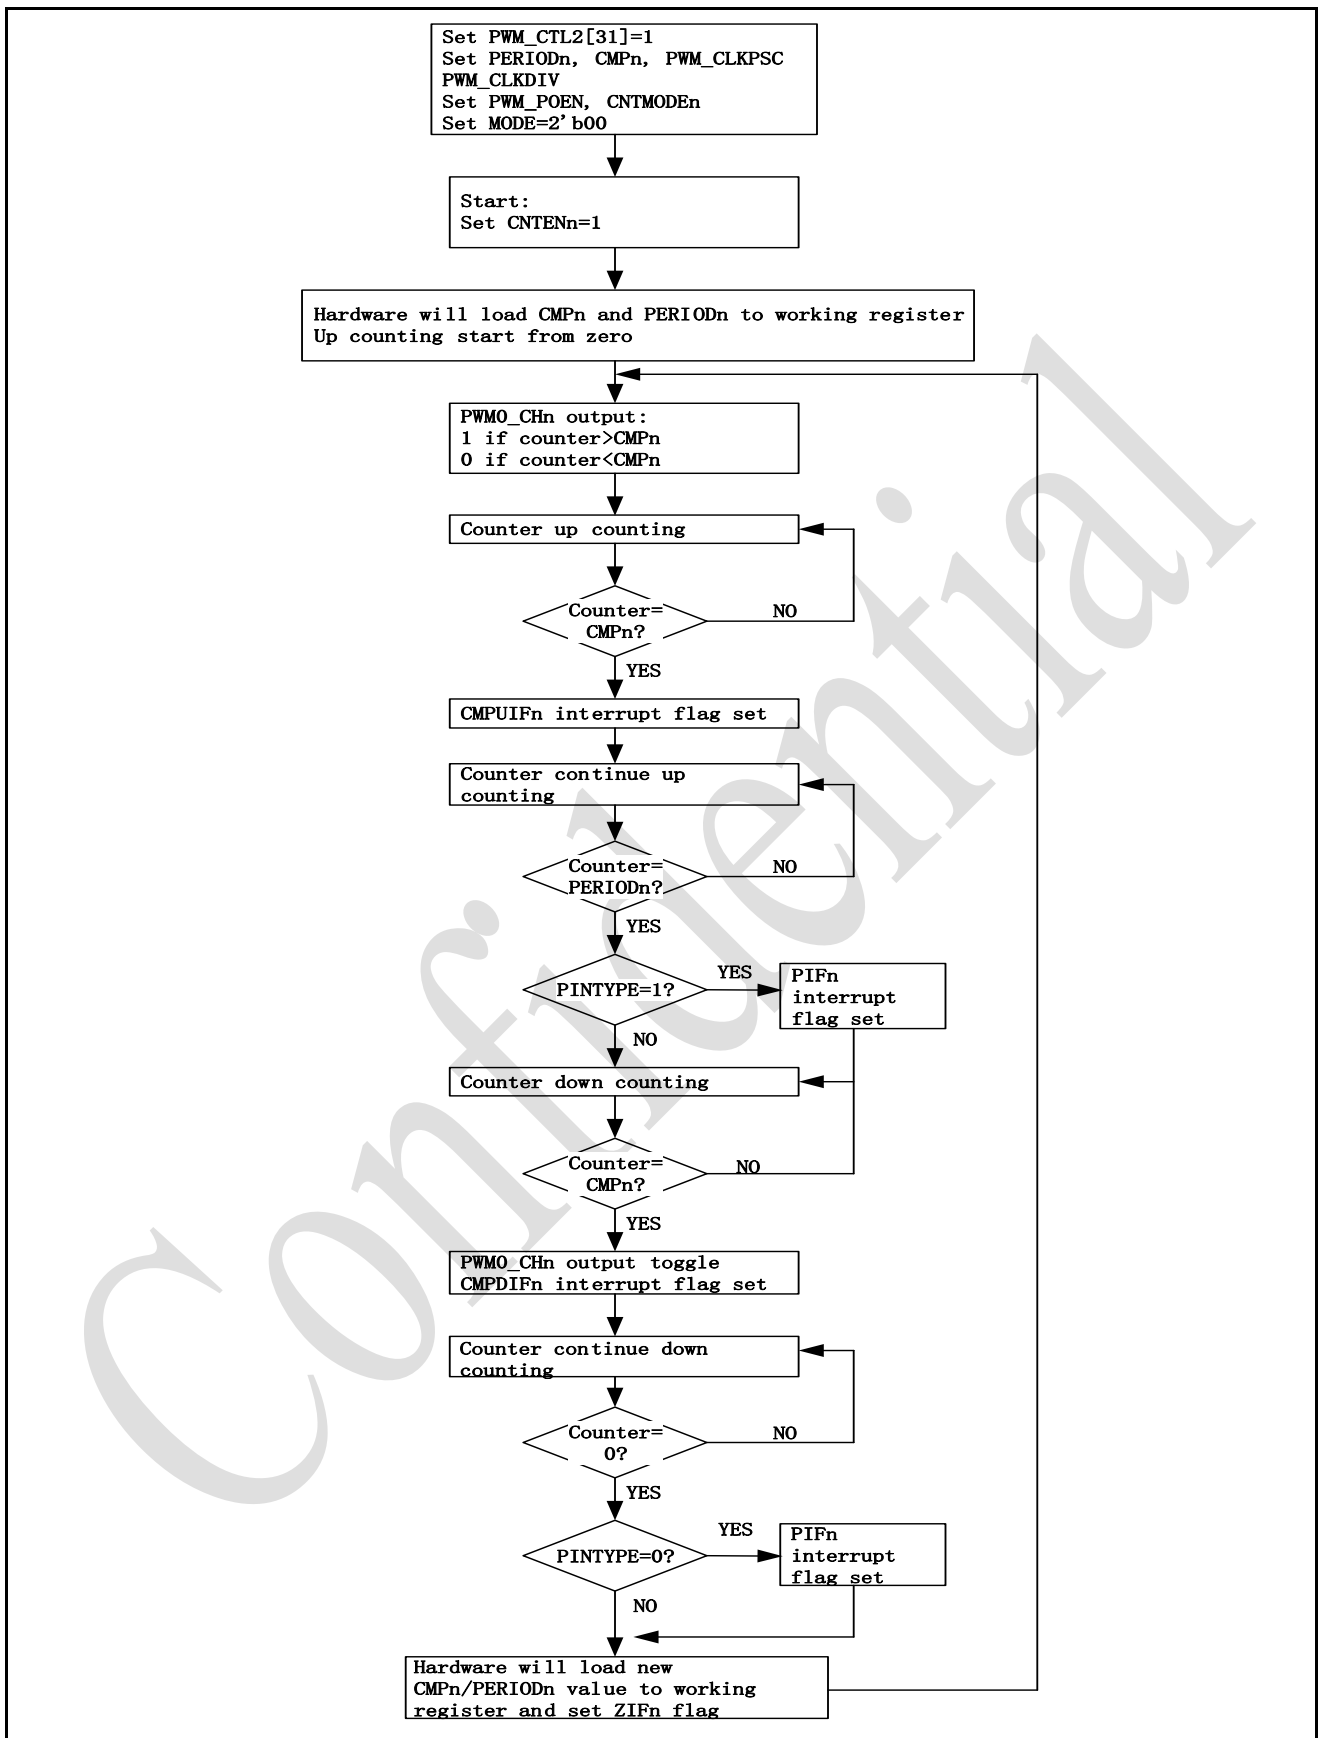 Set PWM_CTL2[31]=1
Set PERIODn, CMPn, PWM_CLKPSC
PWM_CLKDIV
Set PWM_POEN, CNTMODEn
Set MODE=2'b00
Start:
Set CNTENn=1
Hardware will load CMPn and PERIODn to working register
Up counting start from zero
PWM0_CHn output:
1 if counter>CMPn
0 if counter<CMPn
Counter up counting
Counter=
CMPn?
NO
YES
CMPUIFn interrupt flag set
Counter continue up
counting
Counter=
PERIODn?
NO
YES
PINTYPE=1?
YES
PIFn
interrupt
flag set
NO
Counter down counting
Counter=
CMPn?
NO
YES
PWM0_CHn output toggle
CMPDIFn interrupt flag set
Counter continue down
counting
Counter=
0?
NO
YES
PINTYPE=0?
YES
PIFn
interrupt
flag set
NO
Hardware will load new
CMPn/PERIODn value to working
register and set ZIFn flag
Confidential